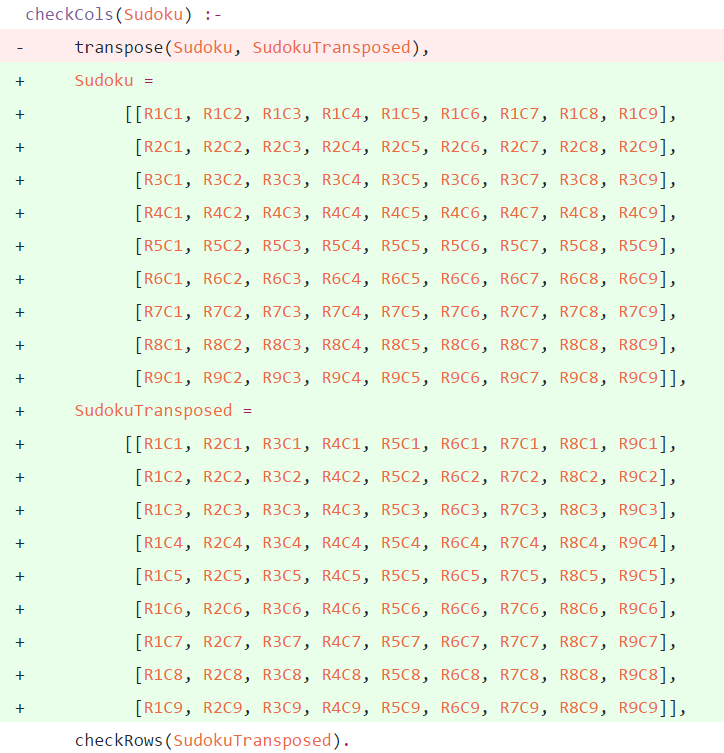 checkCols(Sudoku) :-
-     transpose(Sudoku, SudokuTransposed),
+     Sudoku =
+          [[R1C1, R1C2, R1C3, R1C4, R1C5, R1C6, R1C7, R1C8, R1C9],
+           [R2C1, R2C2, R2C3, R2C4, R2C5, R2C6, R2C7, R2C8, R2C9],
+           [R3C1, R3C2, R3C3, R3C4, R3C5, R3C6, R3C7, R3C8, R3C9],
+           [R4C1, R4C2, R4C3, R4C4, R4C5, R4C6, R4C7, R4C8, R4C9],
+           [R5C1, R5C2, R5C3, R5C4, R5C5, R5C6, R5C7, R5C8, R5C9],
+           [R6C1, R6C2, R6C3, R6C4, R6C5, R6C6, R6C7, R6C8, R6C9],
+           [R7C1, R7C2, R7C3, R7C4, R7C5, R7C6, R7C7, R7C8, R7C9],
+           [R8C1, R8C2, R8C3, R8C4, R8C5, R8C6, R8C7, R8C8, R8C9],
+           [R9C1, R9C2, R9C3, R9C4, R9C5, R9C6, R9C7, R9C8, R9C9]],
+     SudokuTransposed =
+          [[R1C1, R2C1, R3C1, R4C1, R5C1, R6C1, R7C1, R8C1, R9C1],
+           [R1C2, R2C2, R3C2, R4C2, R5C2, R6C2, R7C2, R8C2, R9C2],
+           [R1C3, R2C3, R3C3, R4C3, R5C3, R6C3, R7C3, R8C3, R9C3],
+           [R1C4, R2C4, R3C4, R4C4, R5C4, R6C4, R7C4, R8C4, R9C4],
+           [R1C5, R2C5, R3C5, R4C5, R5C5, R6C5, R7C5, R8C5, R9C5],
+           [R1C6, R2C6, R3C6, R4C6, R5C6, R6C6, R7C6, R8C6, R9C6],
+           [R1C7, R2C7, R3C7, R4C7, R5C7, R6C7, R7C7, R8C7, R9C7],
+           [R1C8, R2C8, R3C8, R4C8, R5C8, R6C8, R7C8, R8C8, R9C8],
+           [R1C9, R2C9, R3C9, R4C9, R5C9, R6C9, R7C9, R8C9, R9C9]],
      checkRows(SudokuTransposed).